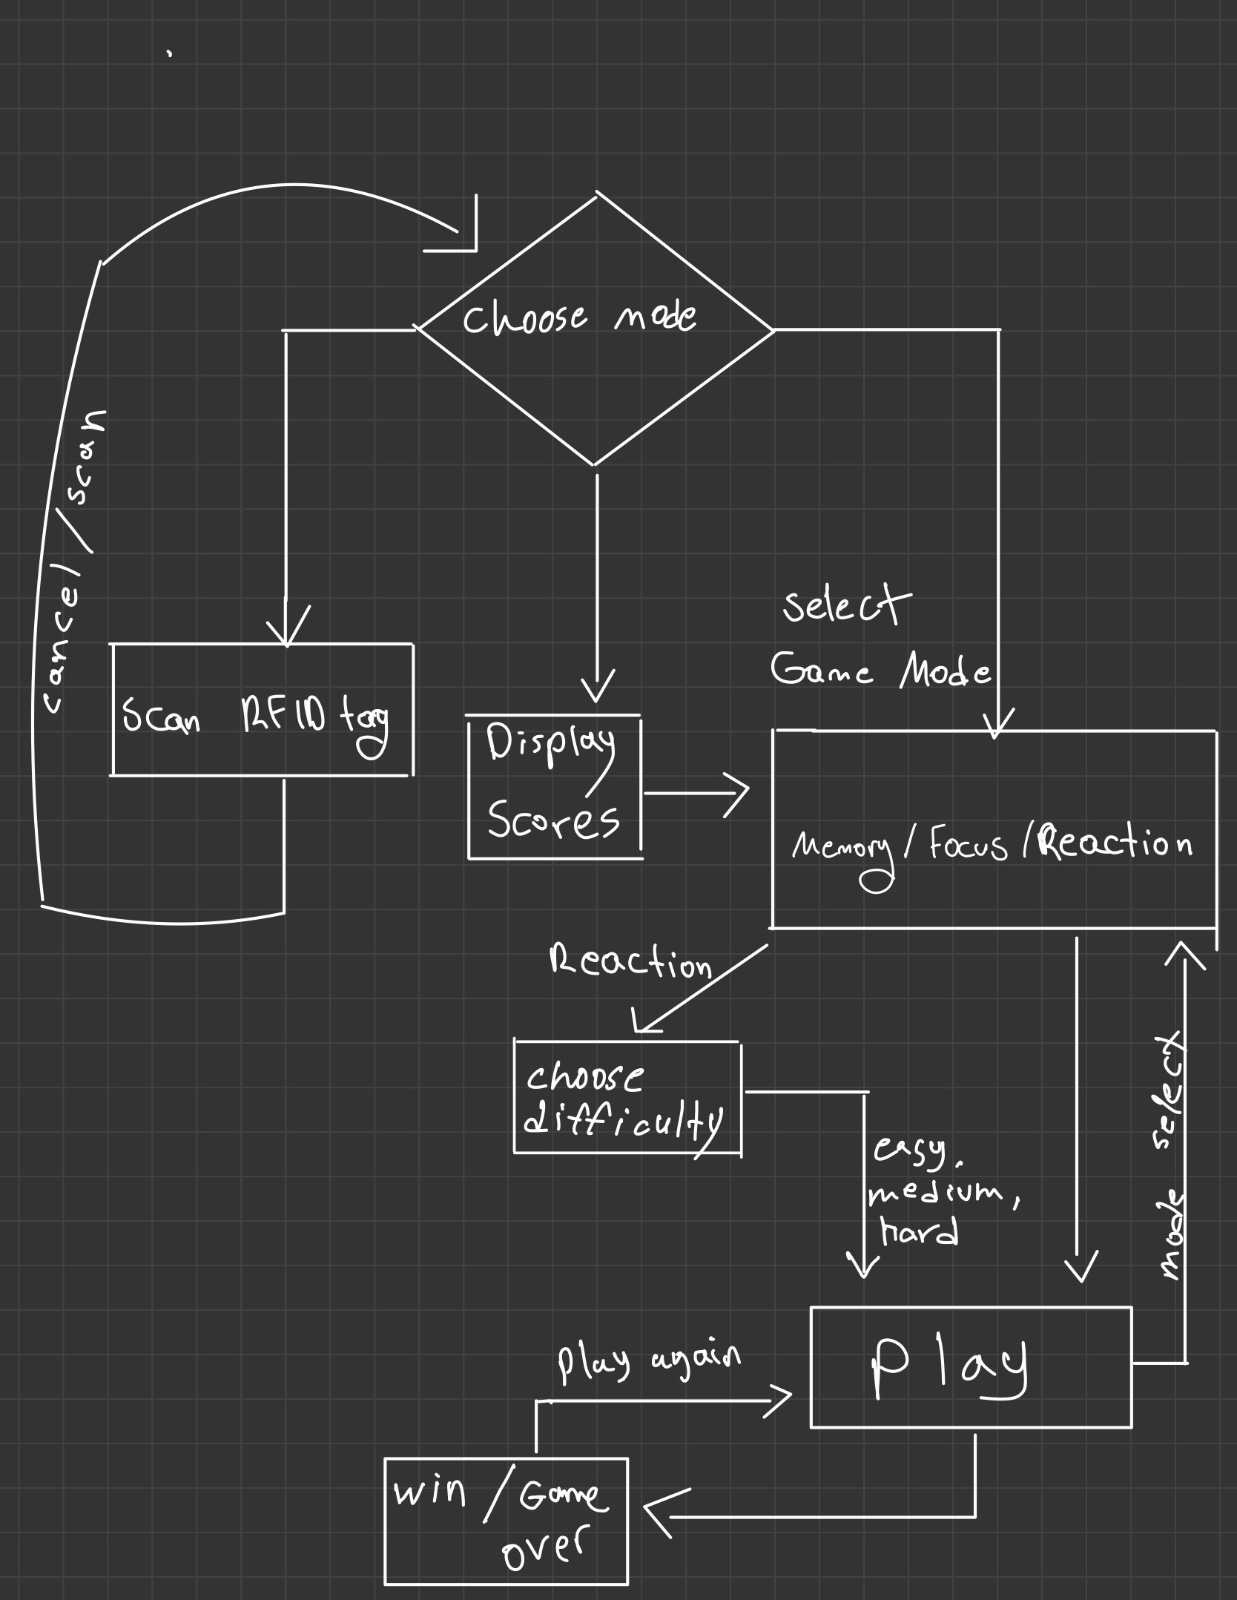 choose mode
cancel/scan
select
Game Mode
Scan RFID tag
Display
Scores
Memory/Focus/Reaction
Reaction
choose
difficulty
easy,
medium,
hard
mode select
Play
Play again
win/Game
over